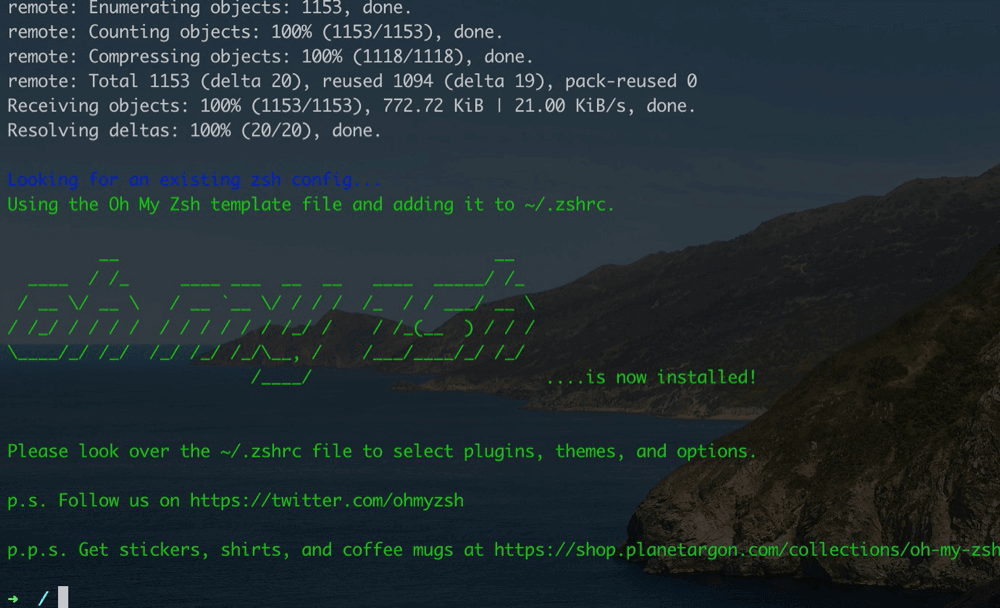 remote: Enumerating objects: 1153, done.
remote: Counting objects: 100% (1153/1153), done.
remote: Compressing objects: 100% (1118/1118), done.
remote: Total 1153 (delta 20), reused 1094 (delta 19), pack-reused 0
Receiving objects: 100% (1153/1153), 772.72 KiB | 21.00 KiB/s, done.
Resolving deltas: 100% (20/20), done.
Looking for an existing zsh config...
Using the Oh My Zsh template file and adding it to ~/.zshrc.
oh my zsh
....is now installed!
Please look over the ~/.zshrc file to select plugins, themes, and options.
p.s. Follow us on https://twitter.com/ohmyzsh
p.p.s. Get stickers, shirts, and coffee mugs at https://shop.planetargon.com/collections/oh-my-zsh
➜ /